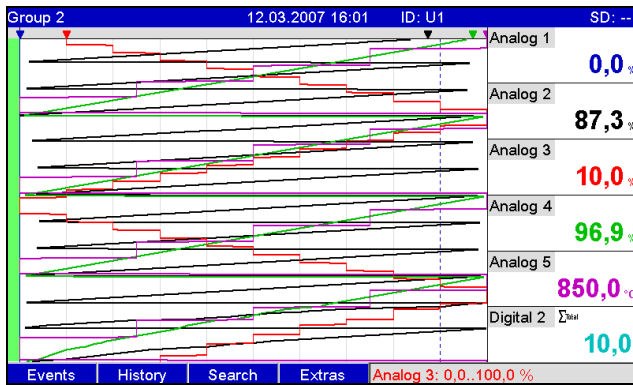 Group 2 12.03.2007 16:01 ID: U1 SD: --
Analog 1
0,0 %
Analog 2
87,3 %
Analog 3
10,0 %
Analog 4
96,9 %
Analog 5
850,0 °C
Digital 2 ΣTotal
10,0
Events History Search Extras Analog 3: 0,0..100,0 %